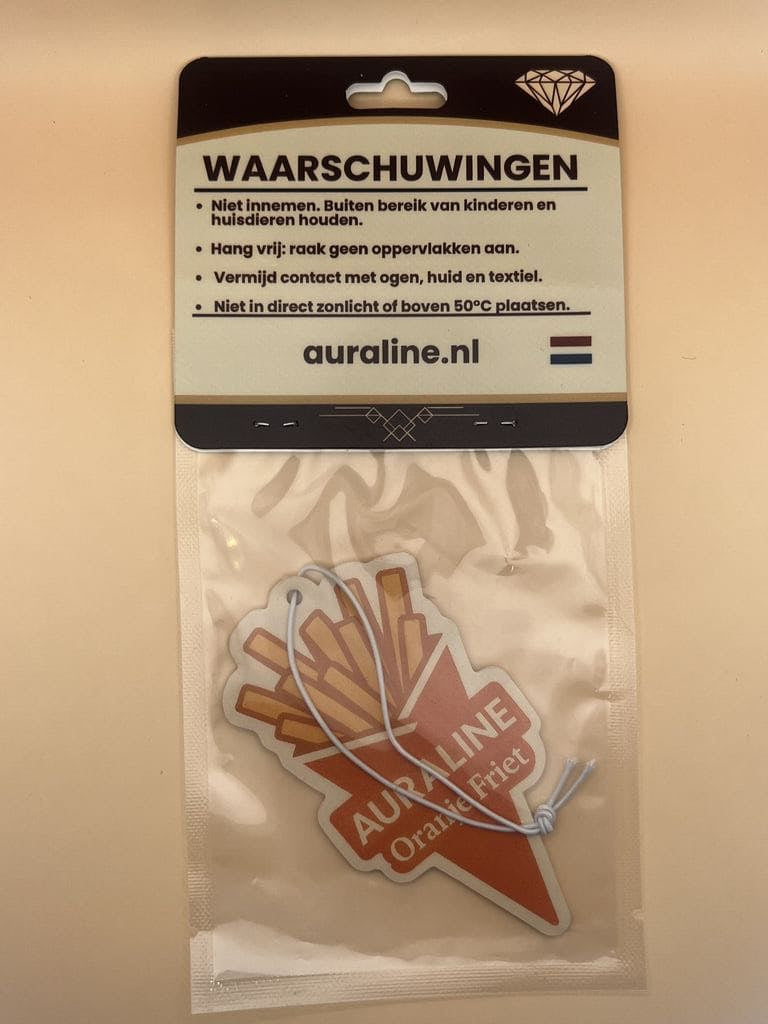 WAARSCHUWINGEN
• Niet innemen. Buiten bereik van kinderen en
huisdieren houden.
• Hang vrij: raak geen oppervlakken aan.
• Vermijd contact met ogen, huid en textiel.
• Niet in direct zonlicht of boven 50°C plaatsen.
auraline.nl
AURALINE
Oranje Friet